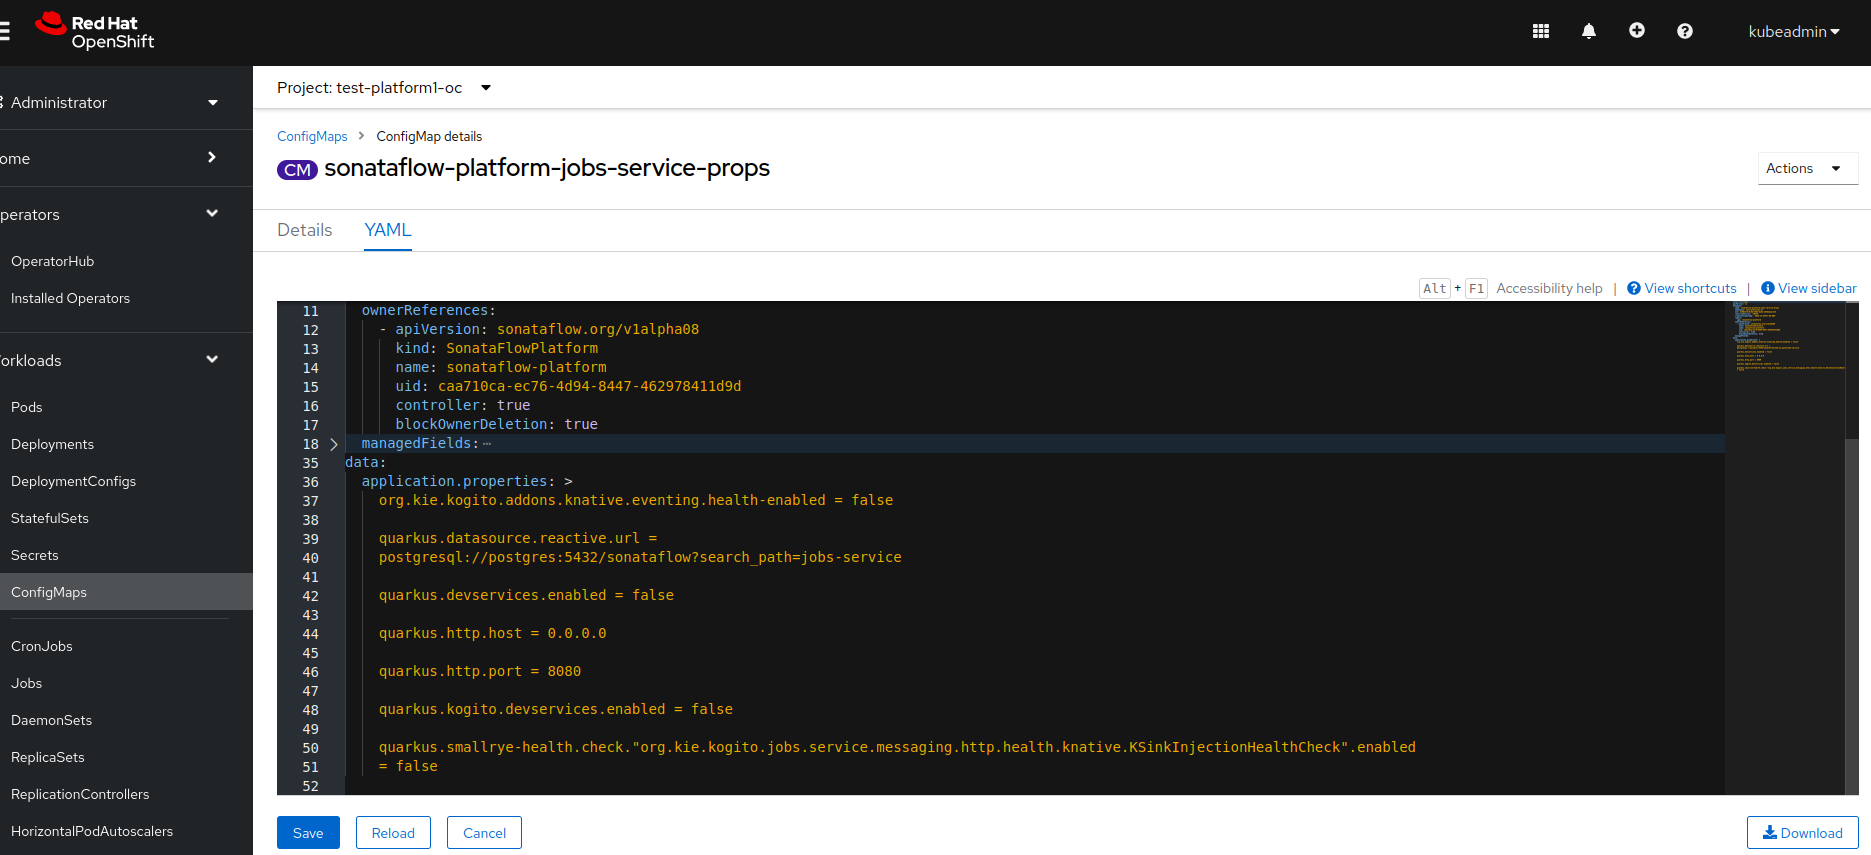 Red Hat
OpenShift
kubeadmin
Administrator
Project: test-platform1-oc
ome
ConfigMaps > ConfigMap details
CM sonataflow-platform-jobs-service-props
Actions
perators
Details YAML
OperatorHub
Installed Operators
Alt + F1 Accessibility help | View shortcuts | View sidebar
orkloads
Pods
Deployments
DeploymentConfigs
StatefulSets
Secrets
ConfigMaps
CronJobs
Jobs
DaemonSets
ReplicaSets
ReplicationControllers
HorizontalPodAutoscalers
11 ownerReferences:
12 - apiVersion: sonataflow.org/v1alpha08
13 kind: SonataFlowPlatform
14 name: sonataflow-platform
15 uid: caa710ca-ec76-4d94-8447-462978411d9d
16 controller: true
17 blockOwnerDeletion: true
18 managedFields:
35 data:
36 application.properties: >
37 org.kie.kogito.addons.knative.eventing.health-enabled = false
38
39 quarkus.datasource.reactive.url =
40 postgresql://postgres:5432/sonataflow?search_path=jobs-service
41
42 quarkus.devservices.enabled = false
43
44 quarkus.http.host = 0.0.0.0
45
46 quarkus.http.port = 8080
47
48 quarkus.kogito.devservices.enabled = false
49
50 quarkus.smallrye-health.check."org.kie.kogito.jobs.service.messaging.http.health.knative.KSinkInjectionHealthCheck".enabled
51 = false
52
Save Reload Cancel
Download